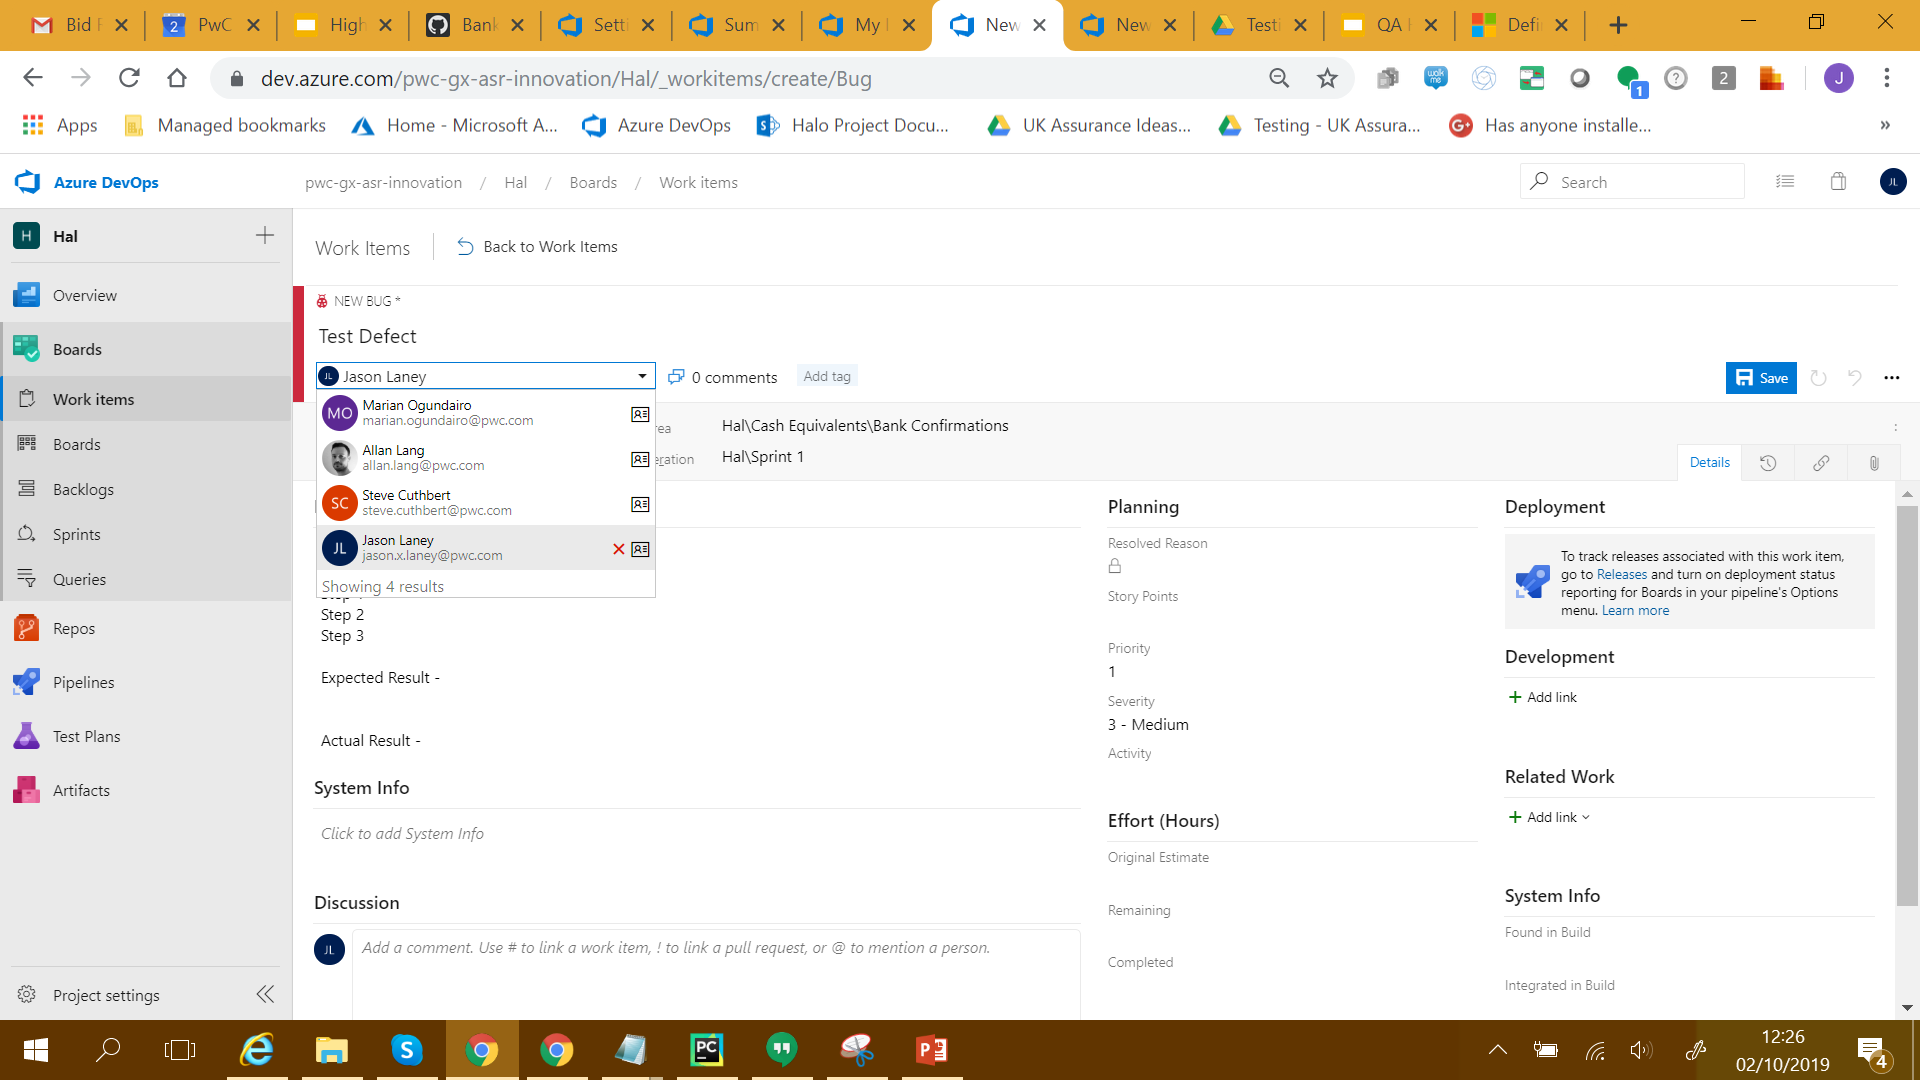 Bid F
PwC
High
Bank
Setti
Sum
My
New
New
Testi
QA
Defi
dev.azure.com/pwc-gx-asr-innovation/Hal/_workitems/create/Bug
walk me
1
2
J
Apps
Managed bookmarks
Home - Microsoft A...
Azure DevOps
Halo Project Docu...
UK Assurance Ideas...
Testing - UK Assura...
Has anyone installe...
»
Azure DevOps
pwc-gx-asr-innovation / Hal / Boards / Work items
Search
JL
H Hal
Work Items
Back to Work Items
Overview
NEW BUG *
Boards
Test Defect
JL Jason Laney
0 comments
Add tag
Save
Work items
MO Marian Ogundairo
marian.ogundairo@pwc.com
rea
Hal\Cash Equivalents\Bank Confirmations
Boards
Allan Lang
allan.lang@pwc.com
eration
Hal\Sprint 1
Details
Backlogs
SC Steve Cuthbert
steve.cuthbert@pwc.com
Planning
Deployment
Sprints
JL Jason Laney
jason.x.laney@pwc.com
Resolved Reason
To track releases associated with this work item,
go to Releases and turn on deployment status
reporting for Boards in your pipeline's Options
menu. Learn more
Queries
Showing 4 results
Story Points
Step 2
Step 3
Repos
Priority
1
Development
Expected Result -
Pipelines
Severity
3 - Medium
Add link
Actual Result -
Test Plans
Activity
System Info
Related Work
Artifacts
Click to add System Info
Effort (Hours)
Add link
Original Estimate
Discussion
Remaining
System Info
JL
Add a comment. Use # to link a work item, ! to link a pull request, or @ to mention a person.
Found in Build
Completed
Integrated in Build
Project settings
12:26
02/10/2019
4